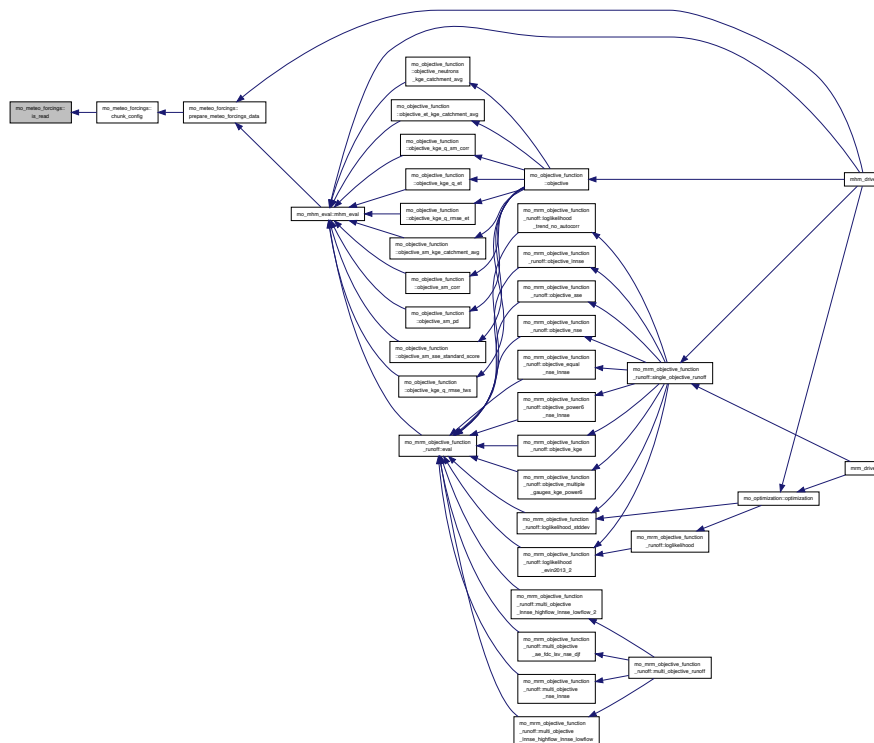 mo_meteo_forcings::
is_read
mo_meteo_forcings::
chunk_config
mo_meteo_forcings::
prepare_meteo_forcings_data
mo_mhm_eval::mhm_eval
mo_objective_function
::objective_neutrons
_kge_catchment_avg
mo_objective_function
::objective_et_kge_catchment_avg
mo_objective_function
::objective_kge_q_sm_corr
mo_objective_function
::objective_kge_q_et
mo_objective_function
::objective_kge_q_rmse_et
mo_objective_function
::objective_sm_kge_catchment_avg
mo_objective_function
::objective_sm_corr
mo_objective_function
::objective_sm_pd
mo_objective_function
::objective_sm_sse_standard_score
mo_objective_function
::objective_kge_q_rmse_tws
mo_mrm_objective_function
_runoff::eval
mo_objective_function
::objective
mo_mrm_objective_function
_runoff::loglikelihood
_trend_no_autocorr
mo_mrm_objective_function
_runoff::objective_lnnse
mo_mrm_objective_function
_runoff::objective_sse
mo_mrm_objective_function
_runoff::objective_nse
mo_mrm_objective_function
_runoff::objective_equal
_nse_lnnse
mo_mrm_objective_function
_runoff::objective_power6
_nse_lnnse
mo_mrm_objective_function
_runoff::objective_kge
mo_mrm_objective_function
_runoff::objective_multiple
_gauges_kge_power6
mo_mrm_objective_function
_runoff::loglikelihood_stddev
mo_mrm_objective_function
_runoff::loglikelihood
_evin2013_2
mo_mrm_objective_function
_runoff::multi_objective
_lnnse_highflow_lnnse_lowflow_2
mo_mrm_objective_function
_runoff::multi_objective
_ae_fdc_lsv_nse_djf
mo_mrm_objective_function
_runoff::multi_objective
_nse_lnnse
mo_mrm_objective_function
_runoff::multi_objective
_lnnse_highflow_lnnse_lowflow
mo_mrm_objective_function
_runoff::single_objective_runoff
mo_mrm_objective_function
_runoff::loglikelihood
mo_mrm_objective_function
_runoff::multi_objective_runoff
mo_optimization::optimization
mhm_drive
mrm_drive